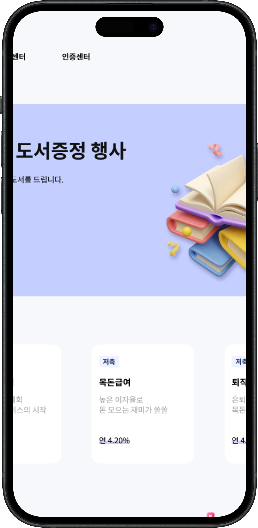 센터 인증센터
도서증정 행사
도서를 드립니다.
저축
목돈급여
높은 이자율로
돈 모으는 재미가 쏠쏠
연 4.20%
스의 시작
저축
퇴직
은퇴
목돈
연 4.